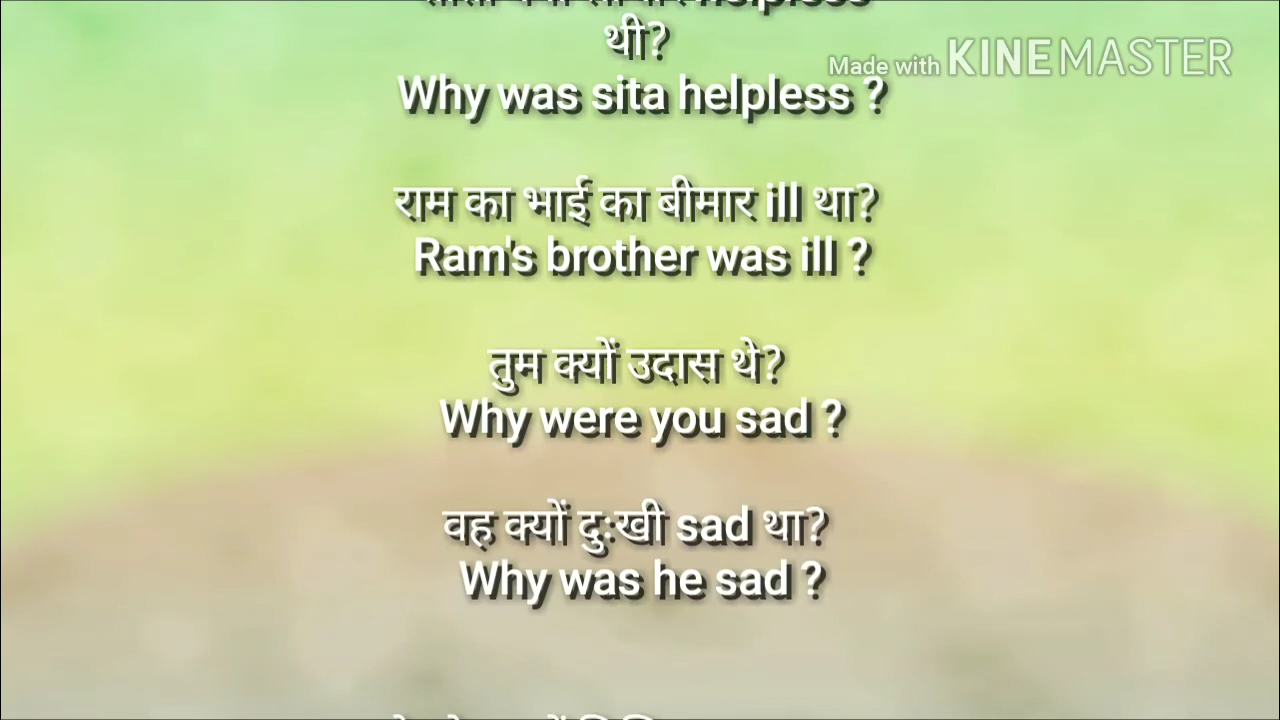 helpless
थी?
Made with KINEMASTER
Why was sita helpless ?
राम का भाई का बीमार ill था?
Ram's brother was ill ?
तुम क्यों उदास थे?
Why were you sad ?
वह क्यों दुःखी sad था?
Why was he sad ?